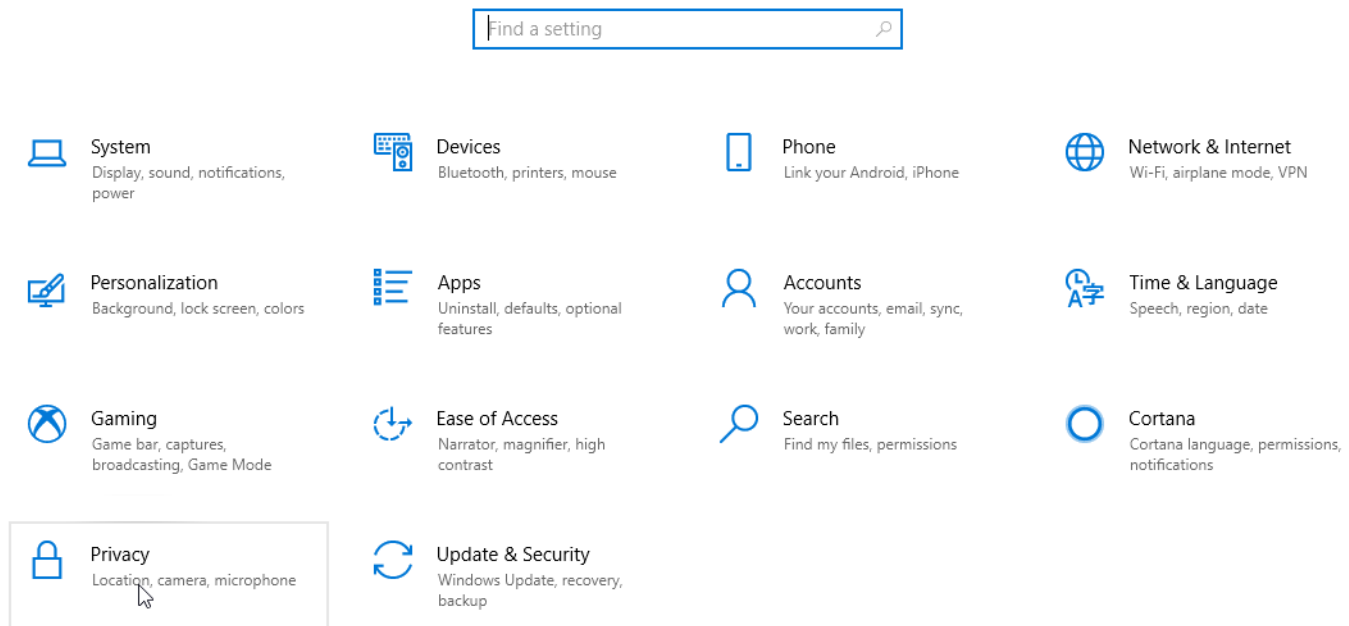 Find a setting
System
Display, sound, notifications,
power
Devices
Bluetooth, printers, mouse
Phone
Link your Android, iPhone
Network & Internet
Wi-Fi, airplane mode, VPN
Personalization
Background, lock screen, colors
Apps
Uninstall, defaults, optional
features
Accounts
Your accounts, email, sync,
work, family
Time & Language
Speech, region, date
Gaming
Game bar, captures,
broadcasting, Game Mode
Ease of Access
Narrator, magnifier, high
contrast
Search
Find my files, permissions
Cortana
Cortana language, permissions,
notifications
Privacy
Location, camera, microphone
Update & Security
Windows Update, recovery,
backup